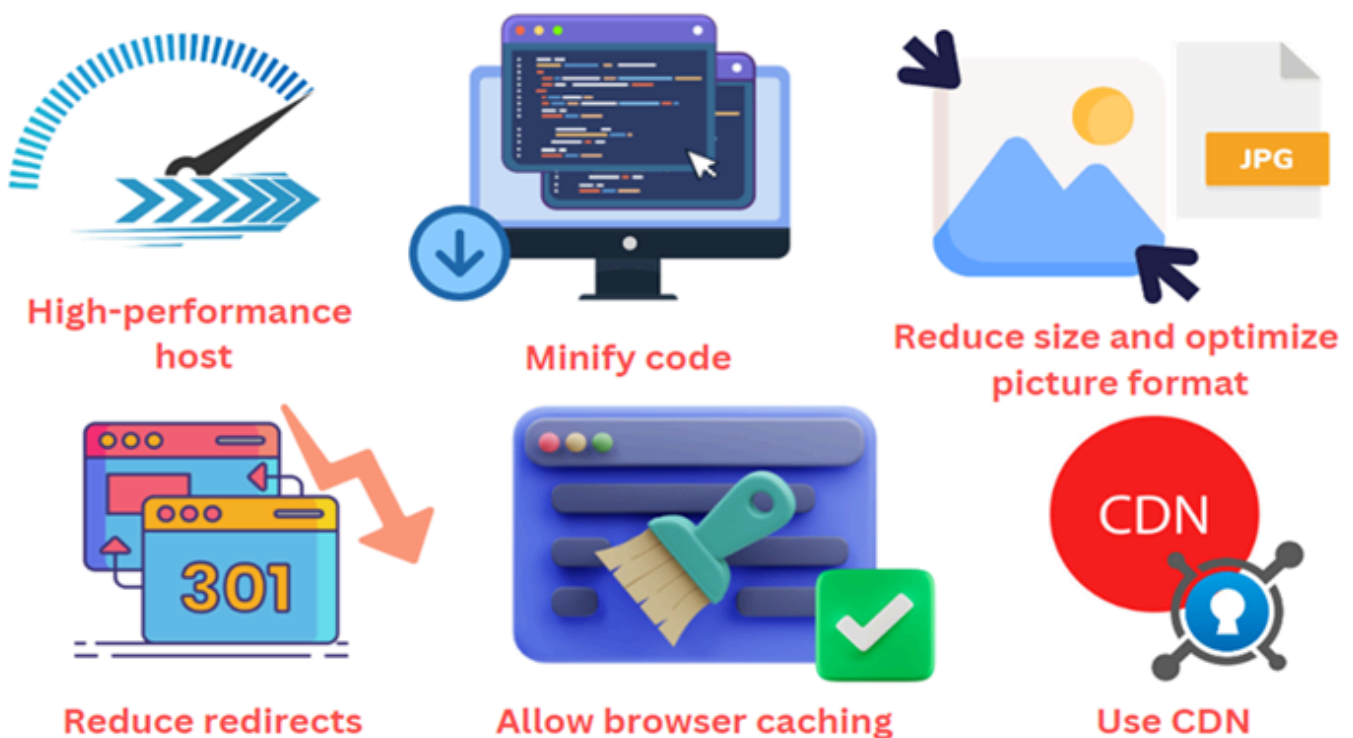 JPG
High-performance
host
Minify code
Reduce size and optimize
picture format
301
CDN
Reduce redirects
Allow browser caching
Use CDN